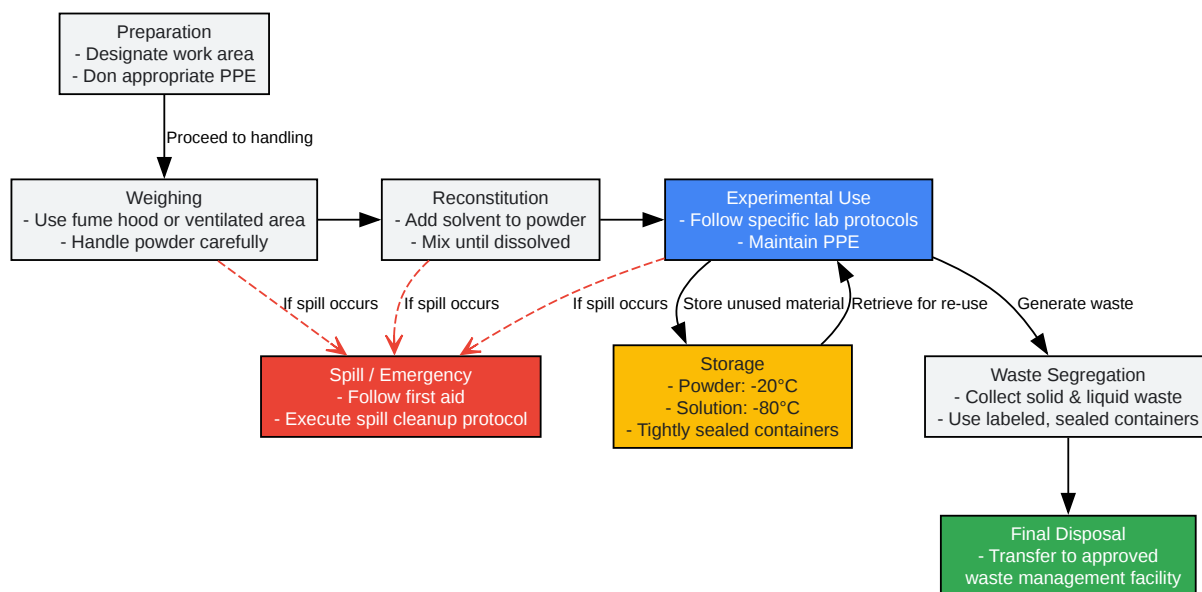 Preparation
- Designate work area
- Don appropriate PPE
Proceed to handling
Weighing
- Use fume hood or ventilated area
- Handle powder carefully
Reconstitution
- Add solvent to powder
- Mix until dissolved
Experimental Use
- Follow specific lab protocols
- Maintain PPE
If spill occurs
If spill occurs
If spill occurs
Store unused material
Retrieve for re-use
Generate waste
Spill / Emergency
- Follow first aid
- Execute spill cleanup protocol
Storage
- Powder: -20°C
- Solution: -80°C
- Tightly sealed containers
Waste Segregation
- Collect solid & liquid waste
- Use labeled, sealed containers
Final Disposal
- Transfer to approved
waste management facility